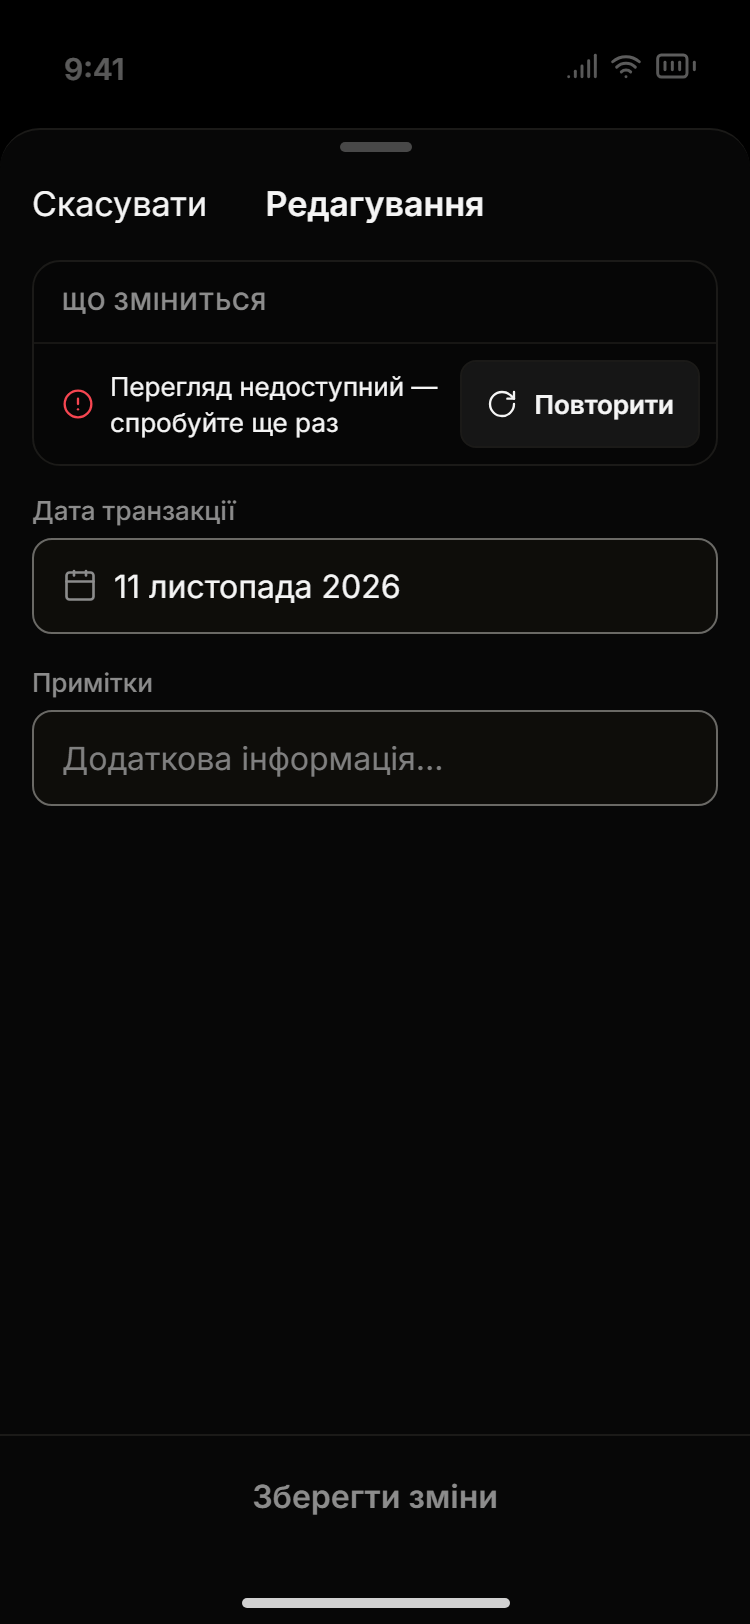 9:41
Скасувати Редагування
ЩО ЗМІНИТЬСЯ
Перегляд недоступний —
спробуйте ще раз
Повторити
Дата транзакції
11 листопада 2026
Примітки
Додаткова інформація...
Зберегти зміни